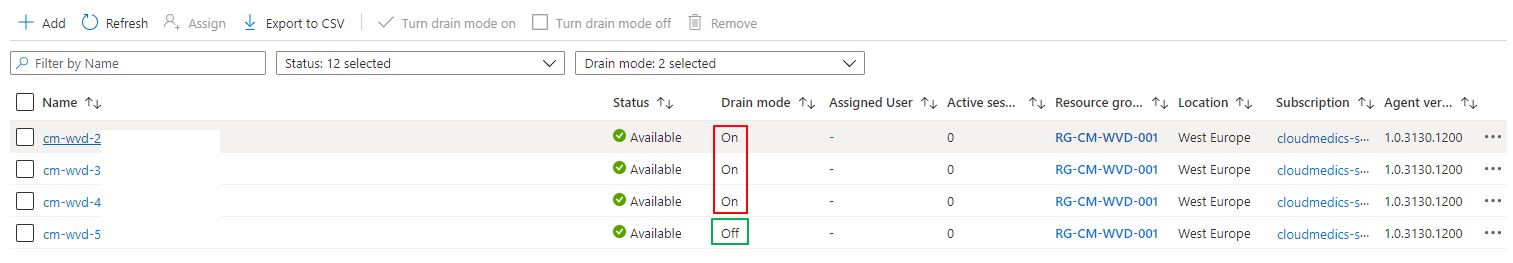 Add Refresh Assign Export to CSV Turn drain mode on Turn drain mode off Remove
Filter by Name Status: 12 selected Drain mode: 2 selected
Name Status Drain mode Assigned User Active ses... Resource gro... Location Subscription Agent ver...
cm-wvd-2 Available On - 0 RG-CM-WVD-001 West Europe cloudmedics-s... 1.0.3130.1200 ...
cm-wvd-3 Available On - 0 RG-CM-WVD-001 West Europe cloudmedics-s... 1.0.3130.1200 ...
cm-wvd-4 Available On - 0 RG-CM-WVD-001 West Europe cloudmedics-s... 1.0.3130.1200 ...
cm-wvd-5 Available Off - 0 RG-CM-WVD-001 West Europe cloudmedics-s... 1.0.3130.1200 ...